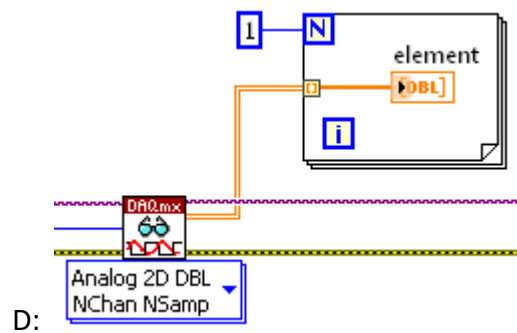 1 N
element
[DBL]
i
DAQmx
Analog 2D DBL
NChan NSamp
D: